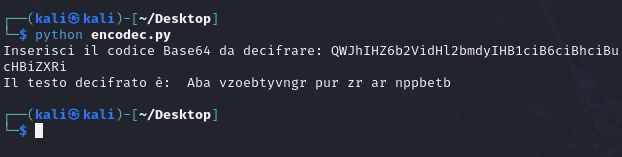 ┌──(kali㉿kali)-[~/Desktop]
└─$ python encodec.py
Inserisci il codice Base64 da decifrare: QWJhIHZ6b2VidHl2bmdyIHB1ciB6ciBhciBu
cHBiZXRi
Il testo decifrato è:  Aba vzoebtyvngr pur zr ar nppbetb
┌──(kali㉿kali)-[~/Desktop]
└─$